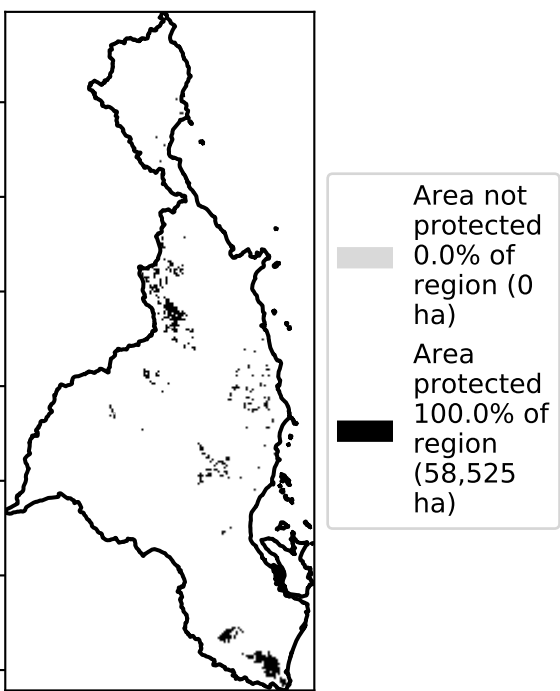 Area not
protected
0.0% of
region (0
ha)
Area
protected
100.0% of
region
(58,525
ha)